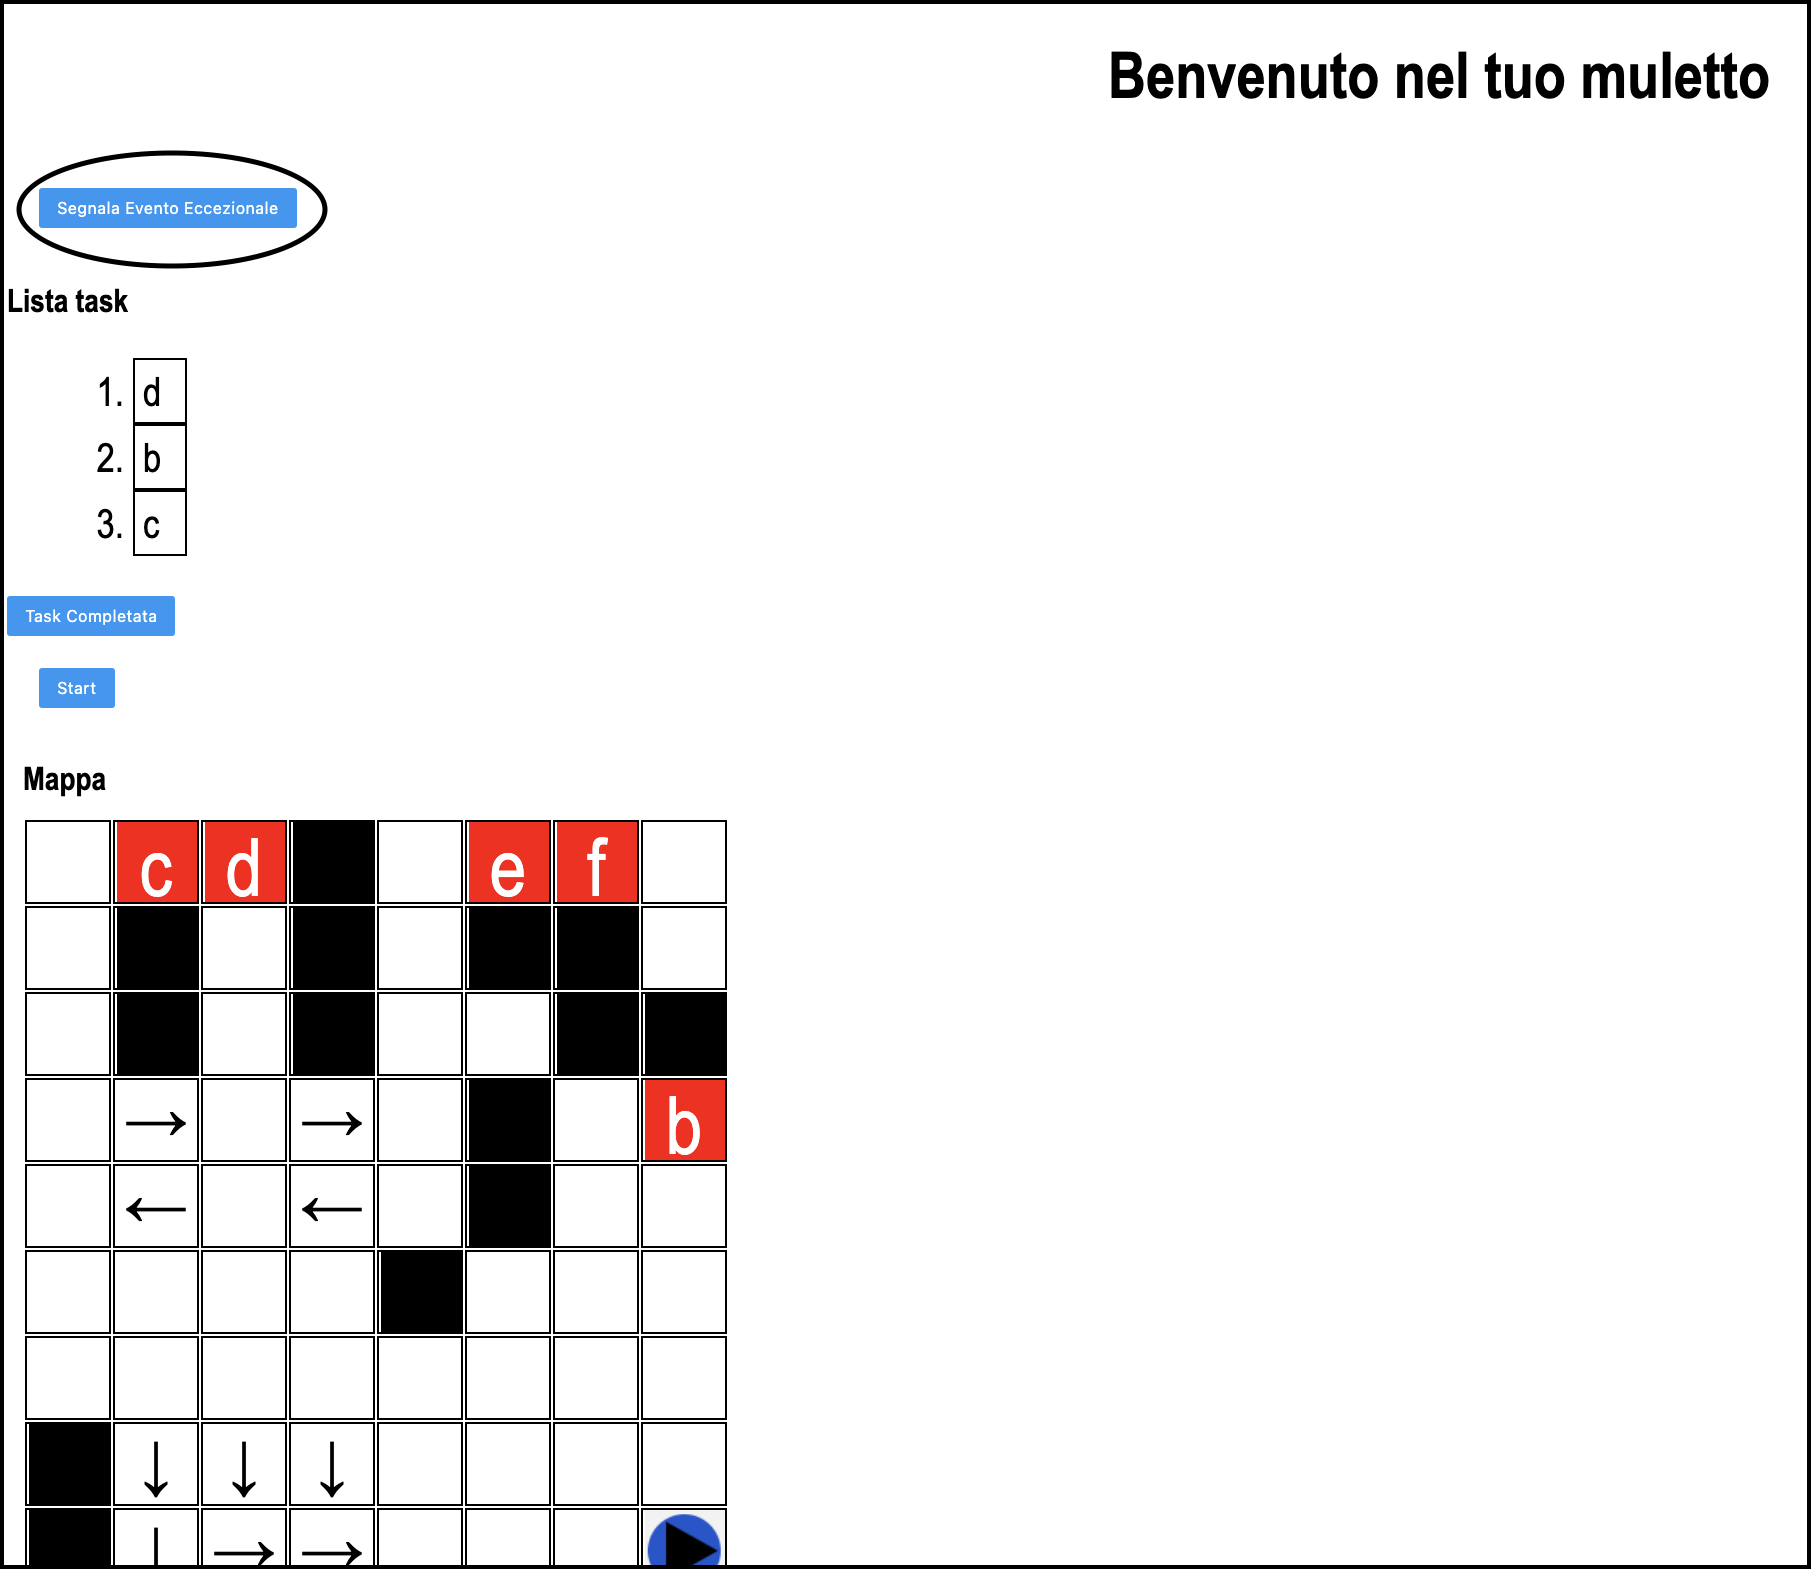 Benvenuto nel tuo muletto
Segnala Evento Eccezionale
Lista task
1. d
2. b
3. c
Task Completata
Start
Mappa
c d e f
→ → b
← ←
↓ ↓ ↓
↓ → →